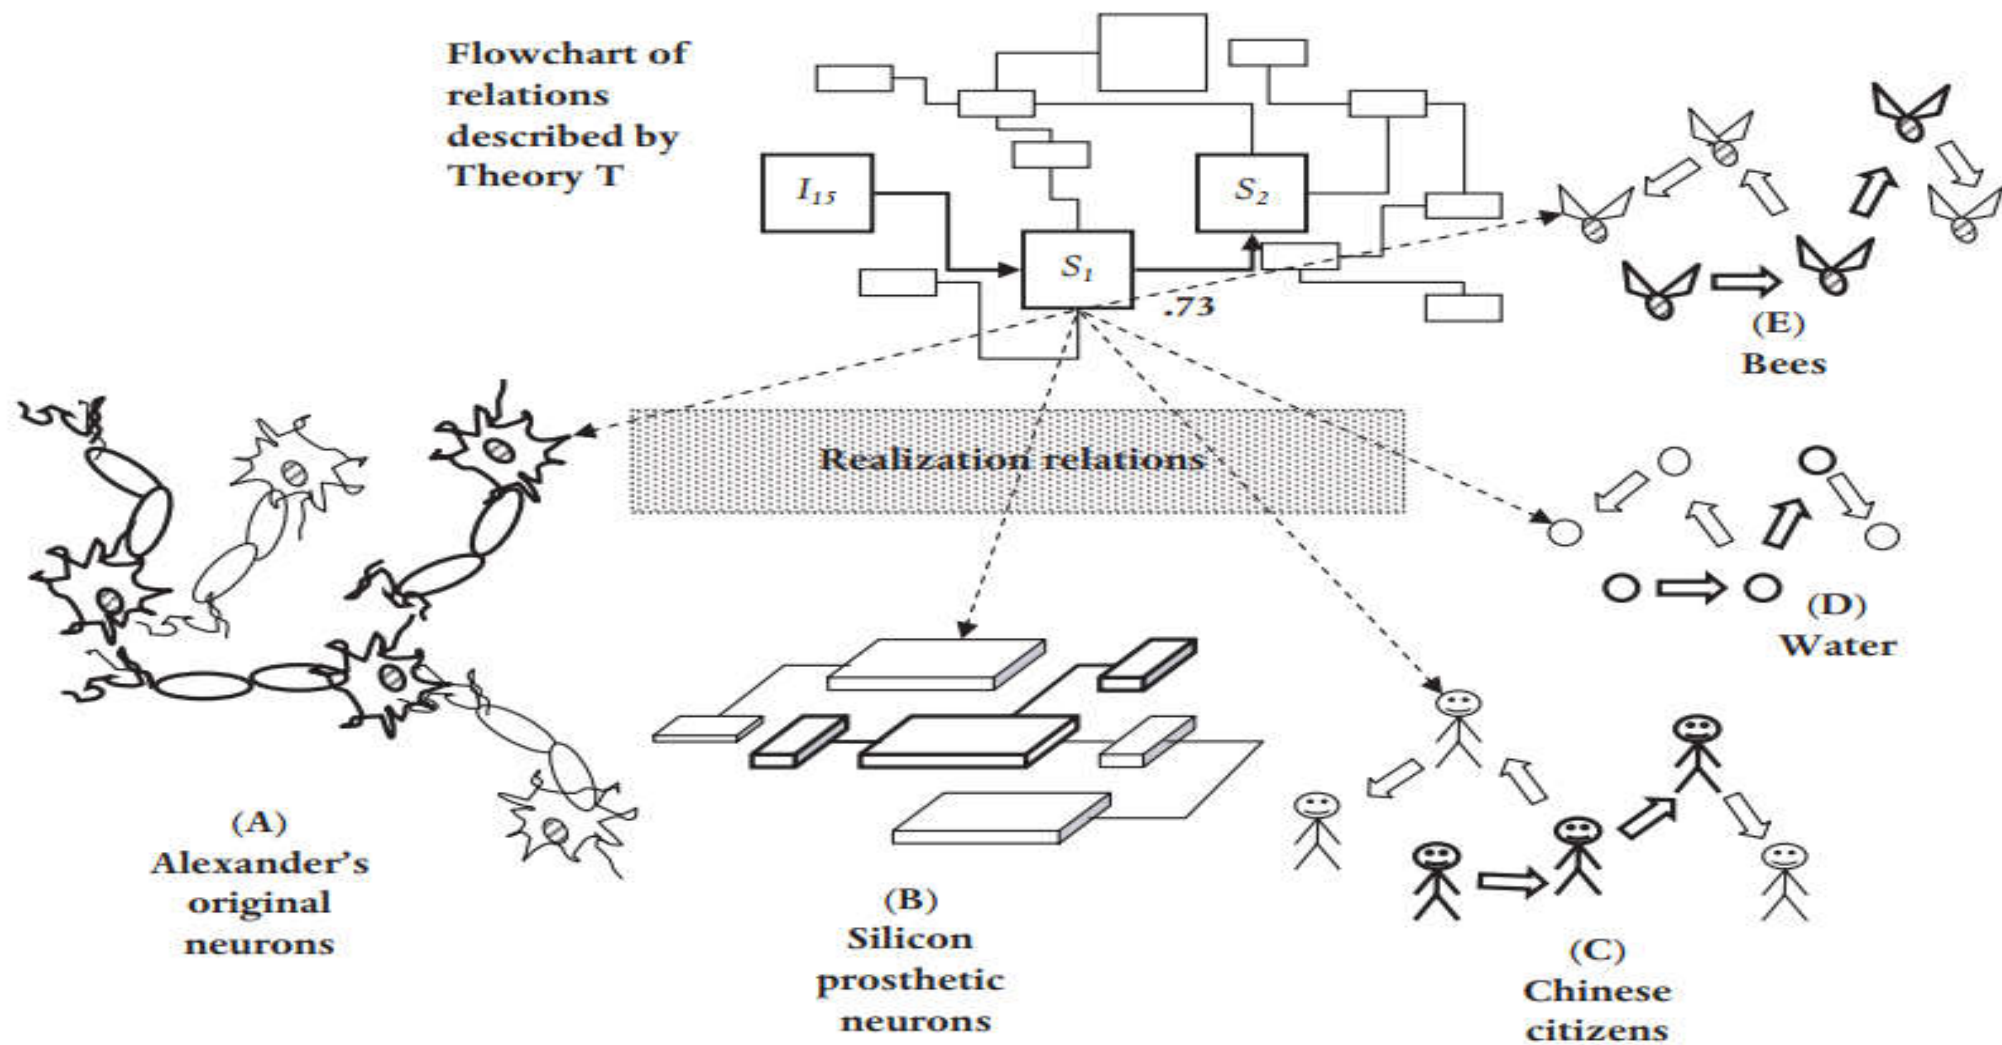 Flowchart of
relations
described by
Theory T
I15
S1
S2
.73
(E)
Bees
Realization relations
(D)
Water
(A)
Alexander's
original
neurons
(B)
Silicon
prosthetic
neurons
(C)
Chinese
citizens